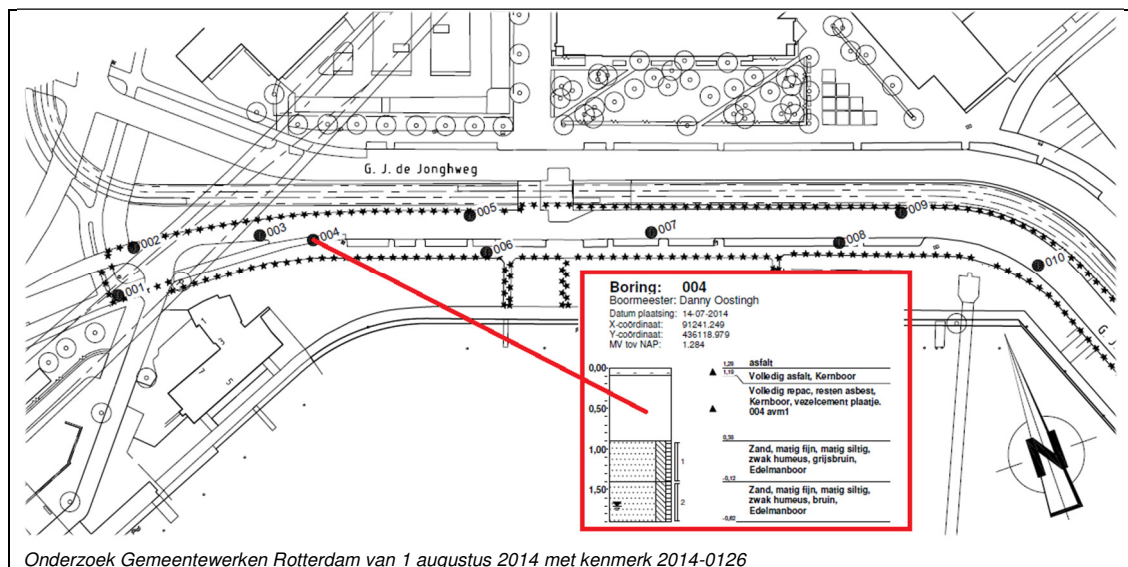 G. J. de Jonghweg
005
009
002
003
004
007
006
008
010
001
G. J
1
3
7
5
N
Boring: 004
Boormeester: Danny Oostingh
Datum plaatsing: 14-07-2014
X-coördinaat: 91241.249
Y-coördinaat: 436118.979
MV tov NAP: 1.284
0,00
0,50
1,00
1,50
1
2
1,28 asfalt
1,19 Volledig asfalt, Kernboor
Volledig repac, resten asbest,
Kernboor, vezelcement plaatje.
004 avm1
0,38
Zand, matig fijn, matig siltig,
zwak humeus, grijsbruin,
Edelmanboor
-0,12
Zand, matig fijn, matig siltig,
zwak humeus, bruin,
Edelmanboor
-0,62
Onderzoek Gemeentewerken Rotterdam van 1 augustus 2014 met kenmerk 2014-0126